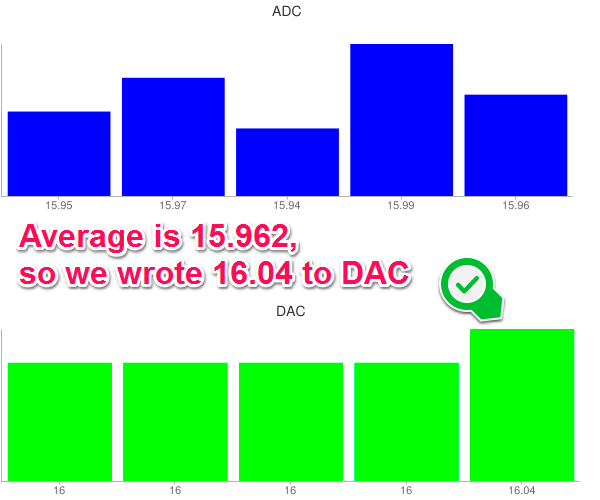 ADC
15.95 15.97 15.94 15.99 15.96
Average is 15.962,
so we wrote 16.04 to DAC
DAC
16 16 16 16 16.04